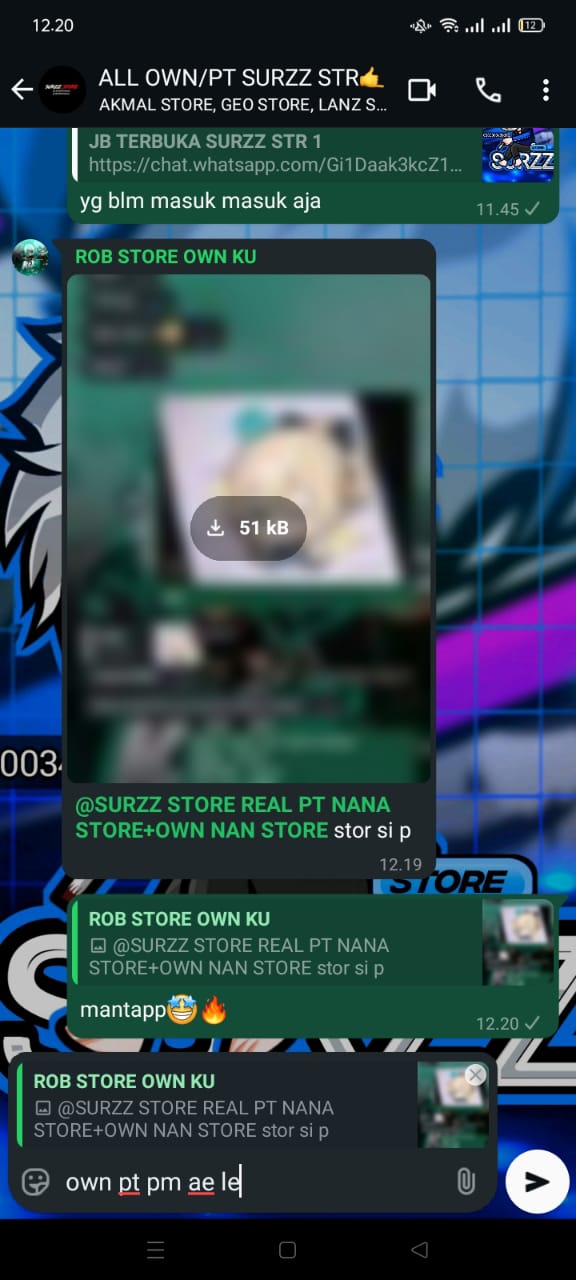 12.20
12
ALL OWN/PT SURZZ STR🤙
AKMAL STORE, GEO STORE, LANZ S...
JB TERBUKA SURZZ STR 1
https://chat.whatsapp.com/Gi1Daak3kcZ1...
yg blm masuk masuk aja
11.45
ROB STORE OWN KU
51 kB
@SURZZ STORE REAL PT NANA
STORE+OWN NAN STORE stor si p
12.19
STORE
ROB STORE OWN KU
@SURZZ STORE REAL PT NANA
STORE+OWN NAN STORE stor si p
mantapp🤩🔥
12.20
ROB STORE OWN KU
@SURZZ STORE REAL PT NANA
STORE+OWN NAN STORE stor si p
own pt pm ae le